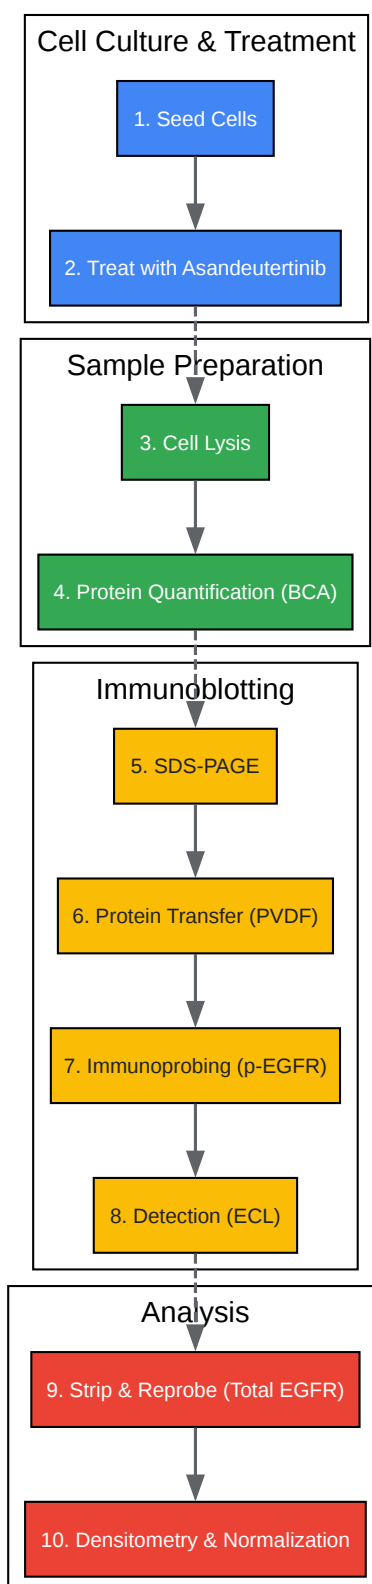 Cell Culture & Treatment
1. Seed Cells
2. Treat with Asandeutertinib
Sample Preparation
3. Cell Lysis
4. Protein Quantification (BCA)
Immunoblotting
5. SDS-PAGE
6. Protein Transfer (PVDF)
7. Immunoprobing (p-EGFR)
8. Detection (ECL)
Analysis
9. Strip & Reprobe (Total EGFR)
10. Densitometry & Normalization